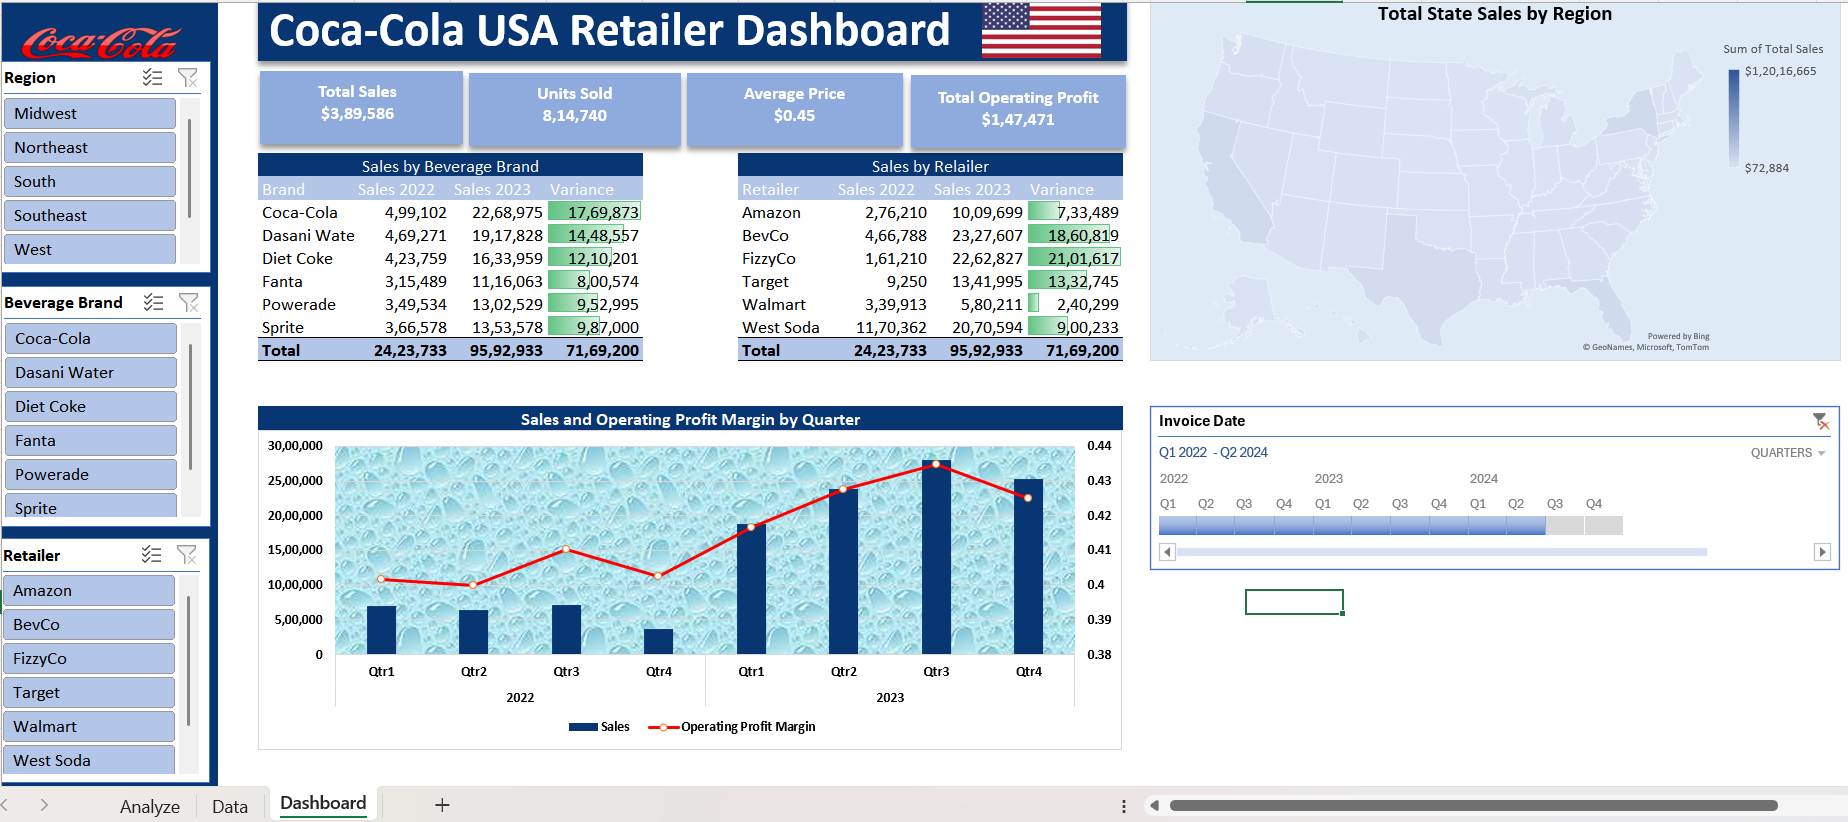 Coca-Cola
Region
Midwest
Northeast
South
Southeast
West
Beverage Brand
Coca-Cola
Dasani Water
Diet Coke
Fanta
Powerade
Sprite
Retailer
Amazon
BevCo
FizzyCo
Target
Walmart
West Soda
Coca-Cola USA Retailer Dashboard
Total Sales
$3,89,586
Units Sold
8,14,740
Average Price
$0.45
Total Operating Profit
$1,47,471
Sales by Beverage Brand
Brand Sales 2022 Sales 2023 Variance
Coca-Cola 4,99,102 22,68,975 17,69,873
Dasani Wate 4,69,271 19,17,828 14,48,557
Diet Coke 4,23,759 16,33,959 12,10,201
Fanta 3,15,489 11,16,063 8,00,574
Powerade 3,49,534 13,02,529 9,52,995
Sprite 3,66,578 13,53,578 9,87,000
Total 24,23,733 95,92,933 71,69,200
Sales by Relailer
Retailer Sales 2022 Sales 2023 Variance
Amazon 2,76,210 10,09,699 7,33,489
BevCo 4,66,788 23,27,607 18,60,819
FizzyCo 1,61,210 22,62,827 21,01,617
Target 9,250 13,41,995 13,32,745
Walmart 3,39,913 5,80,211 2,40,299
West Soda 11,70,362 20,70,594 9,00,233
Total 24,23,733 95,92,933 71,69,200
Total State Sales by Region
Sum of Total Sales
$1,20,16,665
$72,884
Powered by Bing
© GeoNames, Microsoft, TomTom
Sales and Operating Profit Margin by Quarter
30,00,000
25,00,000
20,00,000
15,00,000
10,00,000
5,00,000
0
0.44
0.43
0.42
0.41
0.4
0.39
0.38
Qtr1 Qtr2 Qtr3 Qtr4 Qtr1 Qtr2 Qtr3 Qtr4
2022 2023
Sales Operating Profit Margin
Invoice Date
Q1 2022 - Q2 2024
QUARTERS
2022 2023 2024
Q1 Q2 Q3 Q4 Q1 Q2 Q3 Q4 Q1 Q2 Q3 Q4
Analyze Data Dashboard